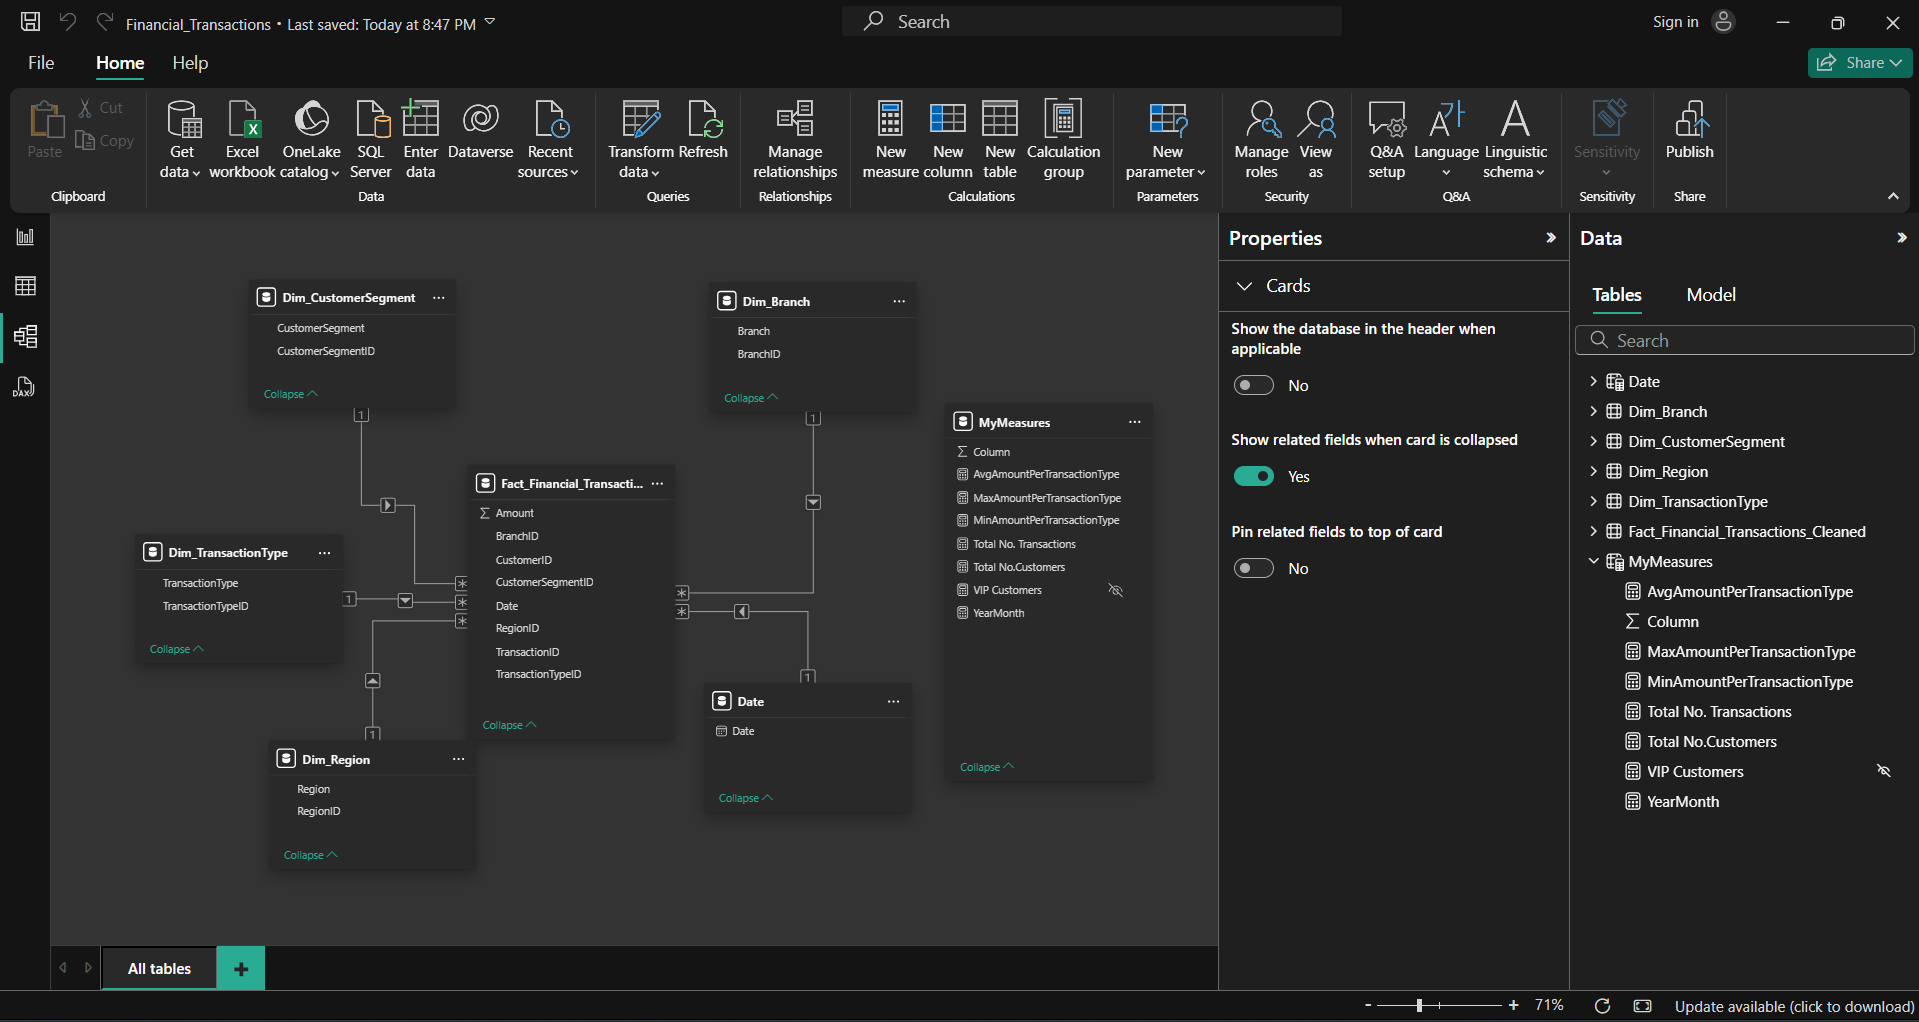 Financial_Transactions • Last saved: Today at 8:47 PM
Search
Sign in
File
Home
Help
Share
Paste
Cut
Copy
Clipboard
Get data
Excel workbook
OneLake catalog
SQL Server
Enter data
Dataverse
Recent sources
Data
Transform data
Refresh
Queries
Manage relationships
Relationships
New measure
New column
New table
Calculation group
Calculations
New parameter
Parameters
Manage roles
View as
Security
Q&A setup
Language
Linguistic schema
Q&A
Sensitivity
Sensitivity
Publish
Share
DAX
Dim_CustomerSegment
CustomerSegment
CustomerSegmentID
Collapse
1
Dim_Branch
Branch
BranchID
Collapse
1
MyMeasures
Column
AvgAmountPerTransactionType
MaxAmountPerTransactionType
MinAmountPerTransactionType
Total No. Transactions
Total No.Customers
VIP Customers
YearMonth
Collapse
Fact_Financial_Transacti...
Amount
BranchID
CustomerID
CustomerSegmentID
Date
RegionID
TransactionID
TransactionTypeID
Collapse
*
*
*
*
*
Dim_TransactionType
TransactionType
TransactionTypeID
Collapse
1
Date
Date
Collapse
1
Dim_Region
Region
RegionID
Collapse
1
All tables
Properties
Cards
Show the database in the header when
applicable
No
Show related fields when card is collapsed
Yes
Pin related fields to top of card
No
Data
Tables
Model
Search
Date
Dim_Branch
Dim_CustomerSegment
Dim_Region
Dim_TransactionType
Fact_Financial_Transactions_Cleaned
MyMeasures
AvgAmountPerTransactionType
Column
MaxAmountPerTransactionType
MinAmountPerTransactionType
Total No. Transactions
Total No.Customers
VIP Customers
YearMonth
- + 71%
Update available (click to download)